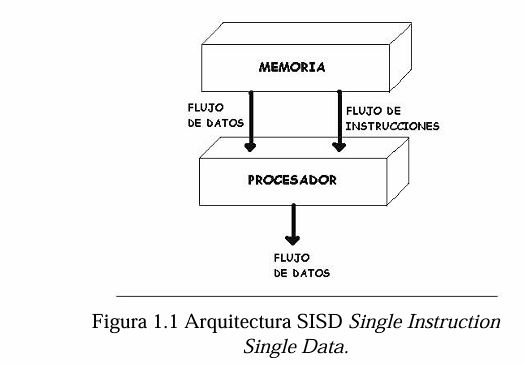 MEMORIA
FLUJO
DE DATOS
FLUJO DE
INSTRUCCIONES
PROCESADOR
FLUJO
DE DATOS
Figura 1.1 Arquitectura SISD Single Instruction
Single Data.